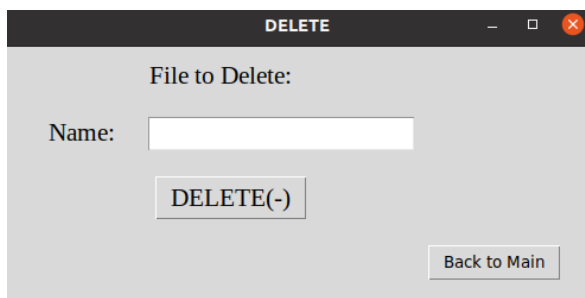 DELETE
File to Delete:
Name:
DELETE(-)
Back to Main